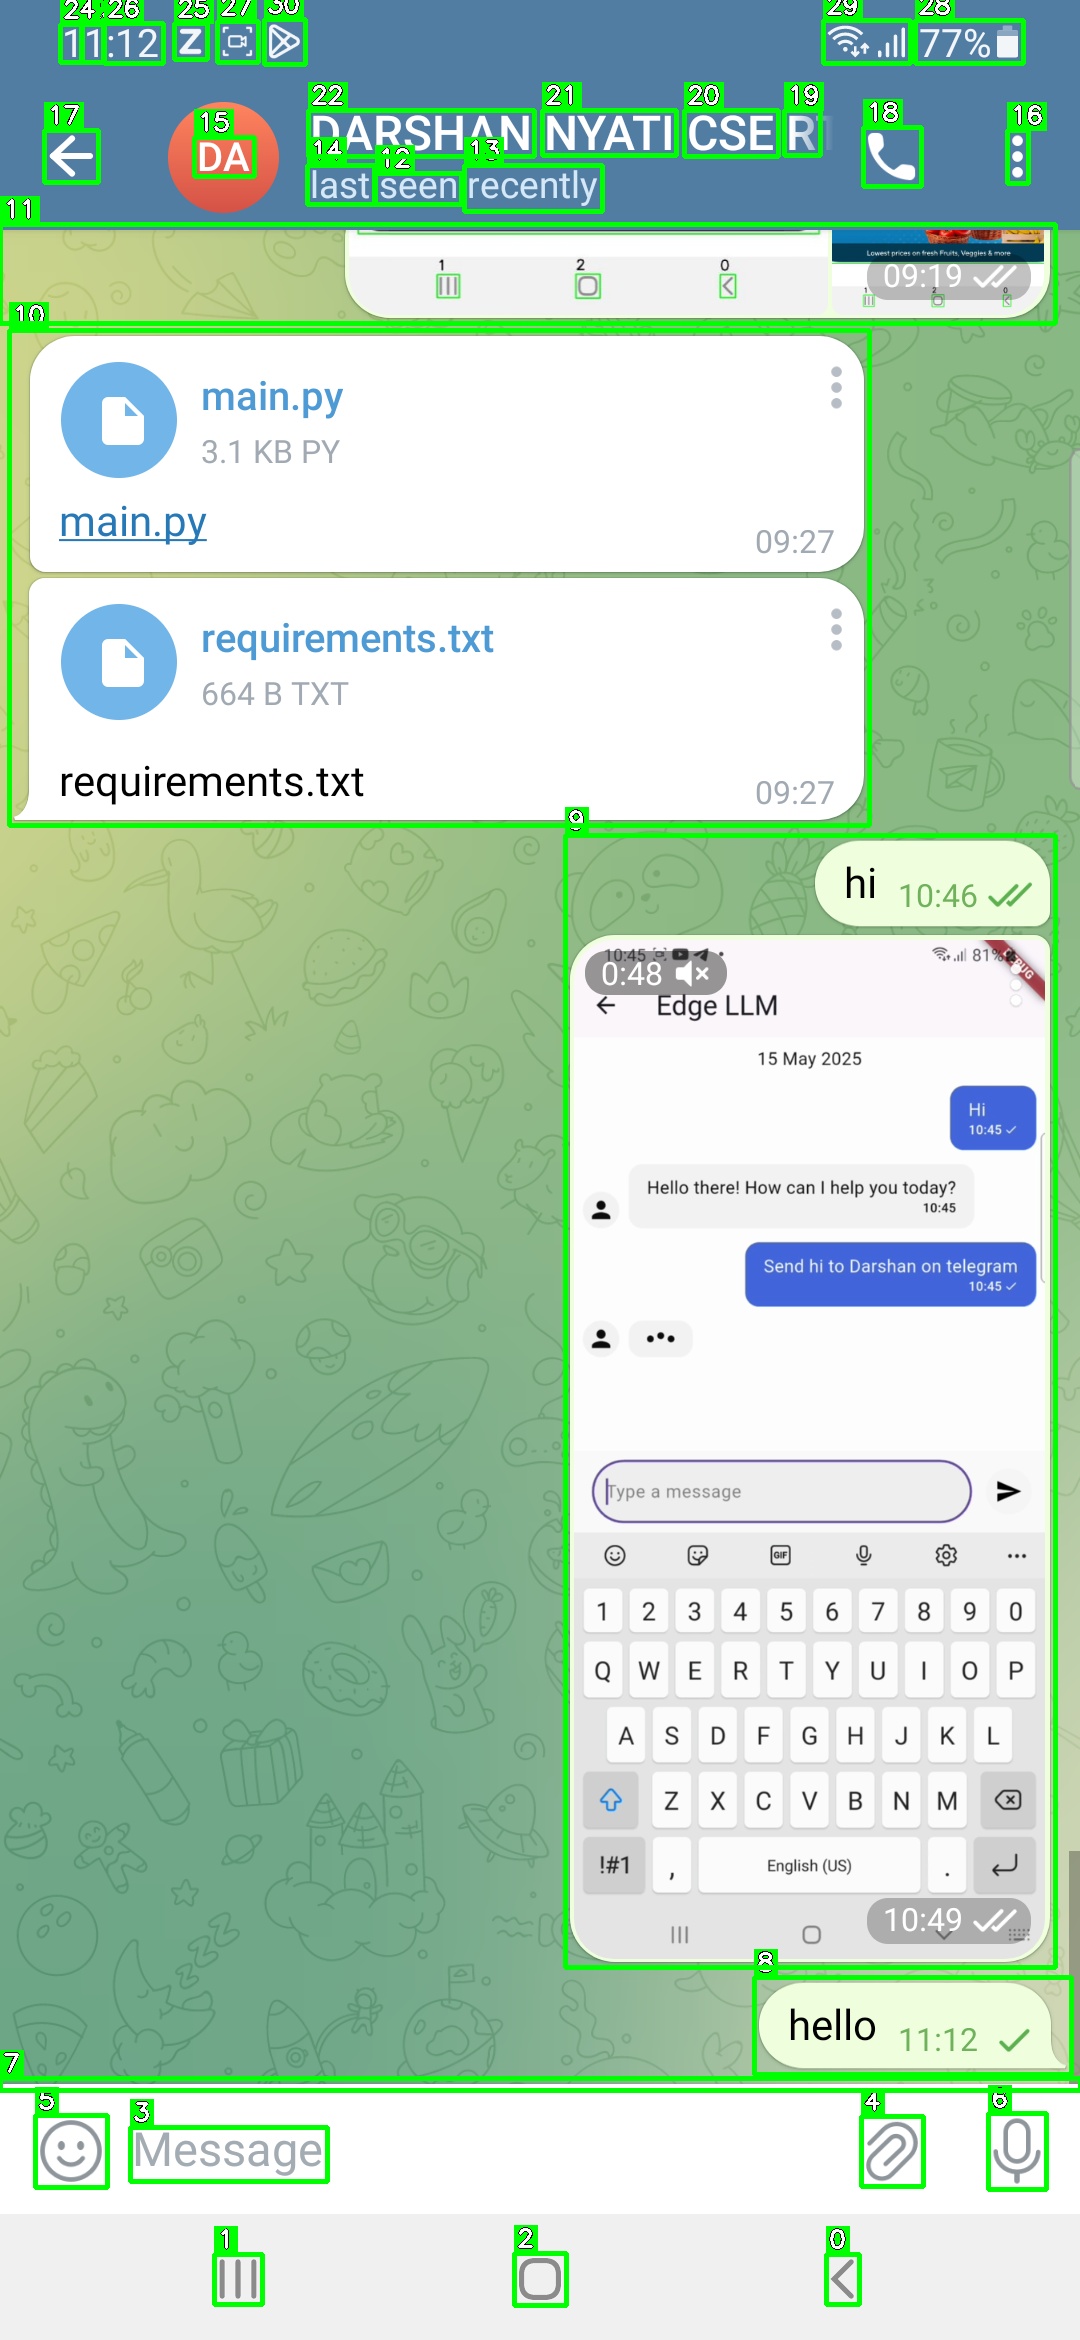 24 26 25 27 30 29 28
11:12 Z 77%
17 15 22 21 20 19 18 16
DARSHAN NYATI CSE R
DA
14 12 13
last seen recently
11
Lowest prices on fresh Fruits, Veggies & more
1 2 0
09:19
1 2 0
10
main.py
3.1 KB PY
main.py
09:27
requirements.txt
664 B TXT
requirements.txt
09:27
9
hi 10:46
10:45 81%
0:48
Edge LLM
15 May 2025
Hi
10:45
Hello there! How can I help you today?
10:45
Send hi to Darshan on telegram
10:45
Type a message
GIF
1 2 3 4 5 6 7 8 9 0
Q W E R T Y U I O P
A S D F G H J K L
Z X C V B N M
!#1 , English (US) .
10:49
8
hello 11:12
7
5 3 4 6
Message
1 2 0